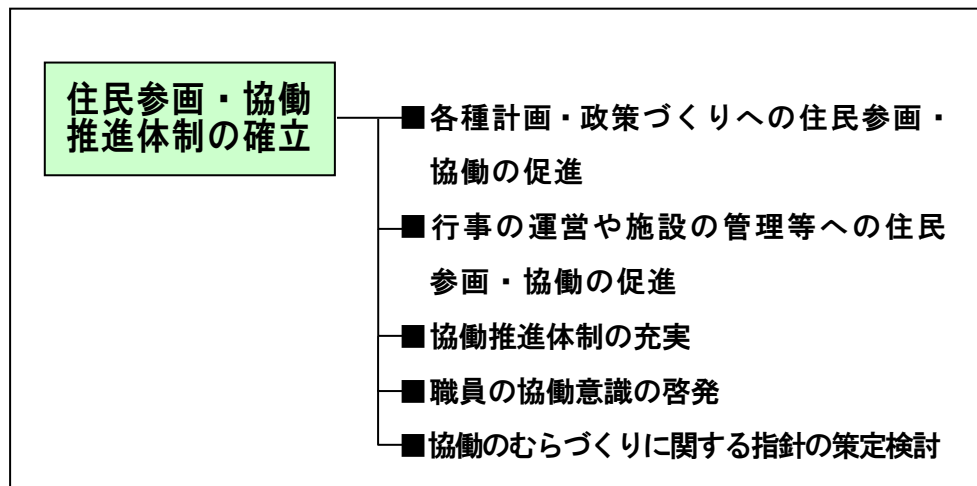 住民参画・協働
推進体制の確立
■各種計画・政策づくりへの住民参画・
協働の促進
■行事の運営や施設の管理等への住民
参画・協働の促進
■協働推進体制の充実
■職員の協働意識の啓発
■協働のむらづくりに関する指針の策定検討